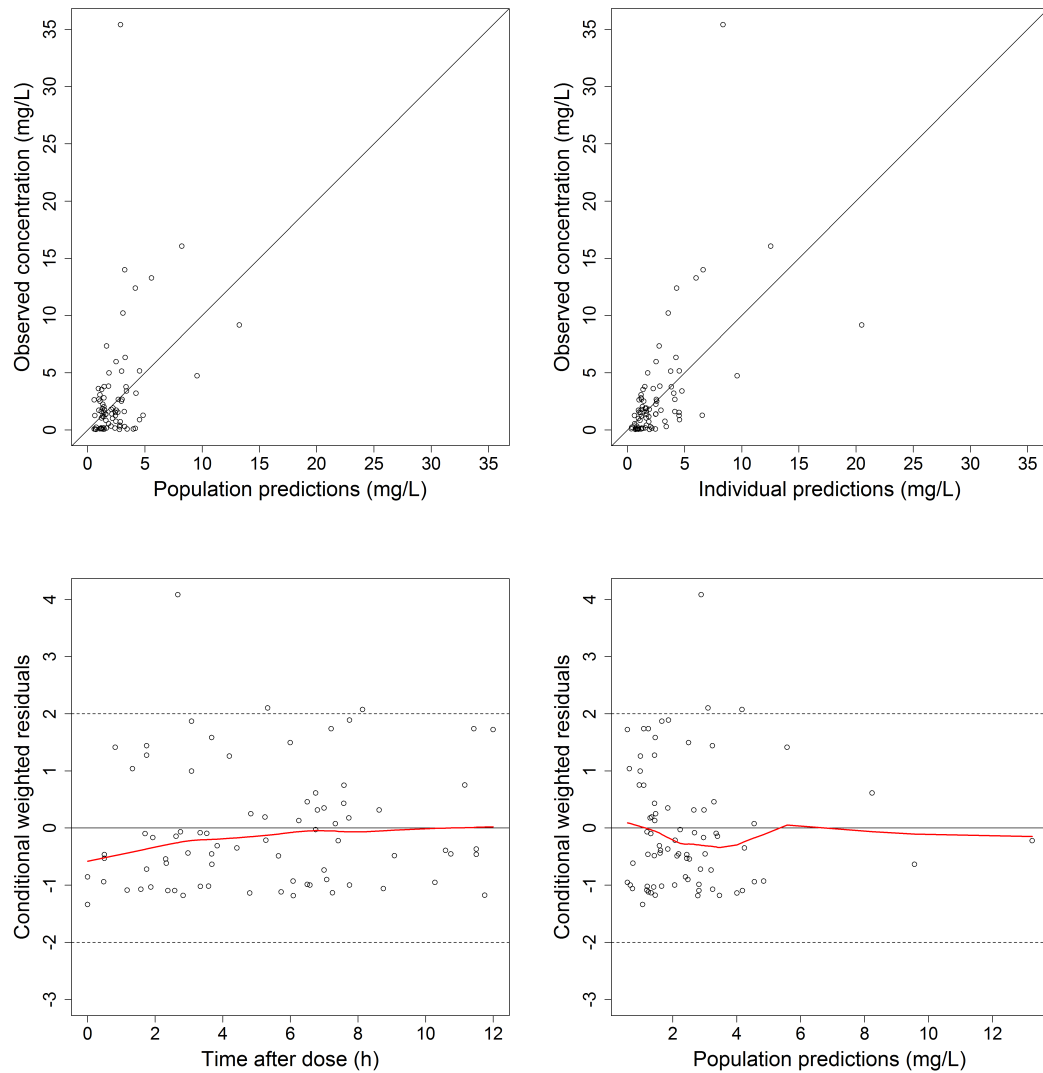 Observed concentration (mg/L)
35
30
25
20
15
10
5
0
0 5 10 15 20 25 30 35
Population predictions (mg/L)
Observed concentration (mg/L)
35
30
25
20
15
10
5
0
0 5 10 15 20 25 30 35
Individual predictions (mg/L)
Conditional weighted residuals
4
3
2
1
0
-1
-2
-3
0 2 4 6 8 10 12
Time after dose (h)
Conditional weighted residuals
4
3
2
1
0
-1
-2
-3
2 4 6 8 10 12
Population predictions (mg/L)